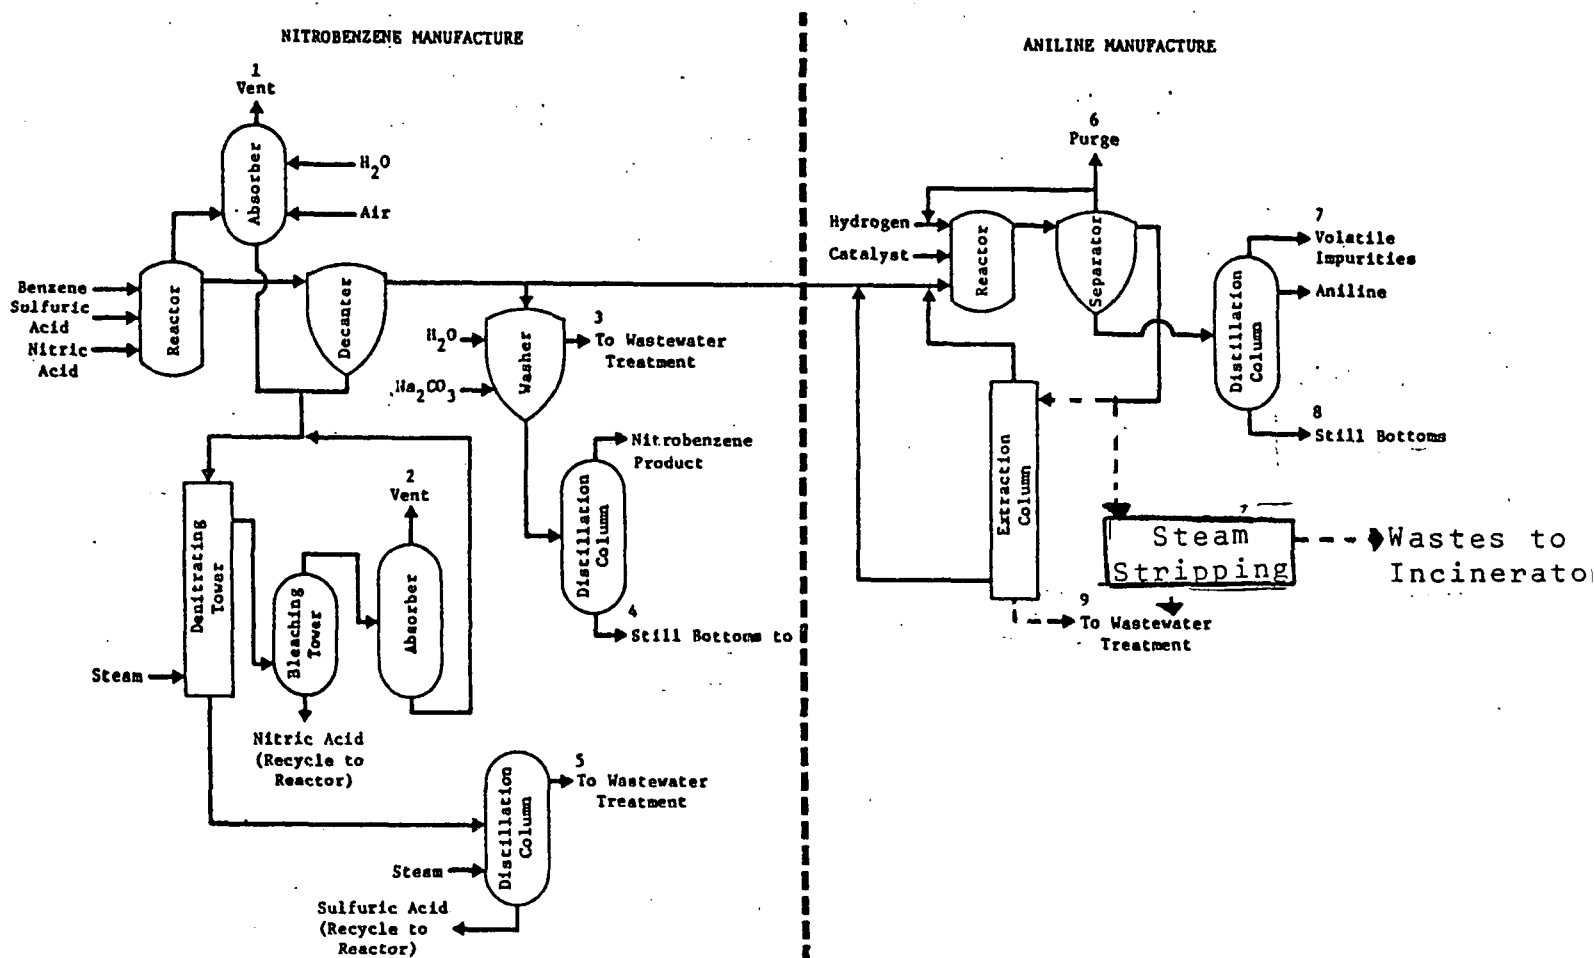 NITROBENZENE MANUFACTURE
ANILINE MANUFACTURE
1
Vent
Absorber
H2O
Air
Benzene
Sulfuric
Acid
Nitric
Acid
Reactor
Decanter
H2O
Na2CO3
Washer
3
To Wastewater
Treatment
Nitrobenzene
Product
Distillation
Column
4
Still Bottoms to
Denitrating
Tower
Steam
Bleaching
Tower
2
Vent
Absorber
Nitric Acid
(Recycle to
Reactor)
5
To Wastewater
Treatment
Distillation
Column
Steam
Sulfuric Acid
(Recycle to
Reactor)
6
Purge
Hydrogen
Catalyst
Reactor
Separator
7
Volatile
Impurities
Aniline
Distillation
Column
8
Still Bottoms
Extraction
Column
Steam
Stripping
Wastes to
Incinerator
9
To Wastewater
Treatment